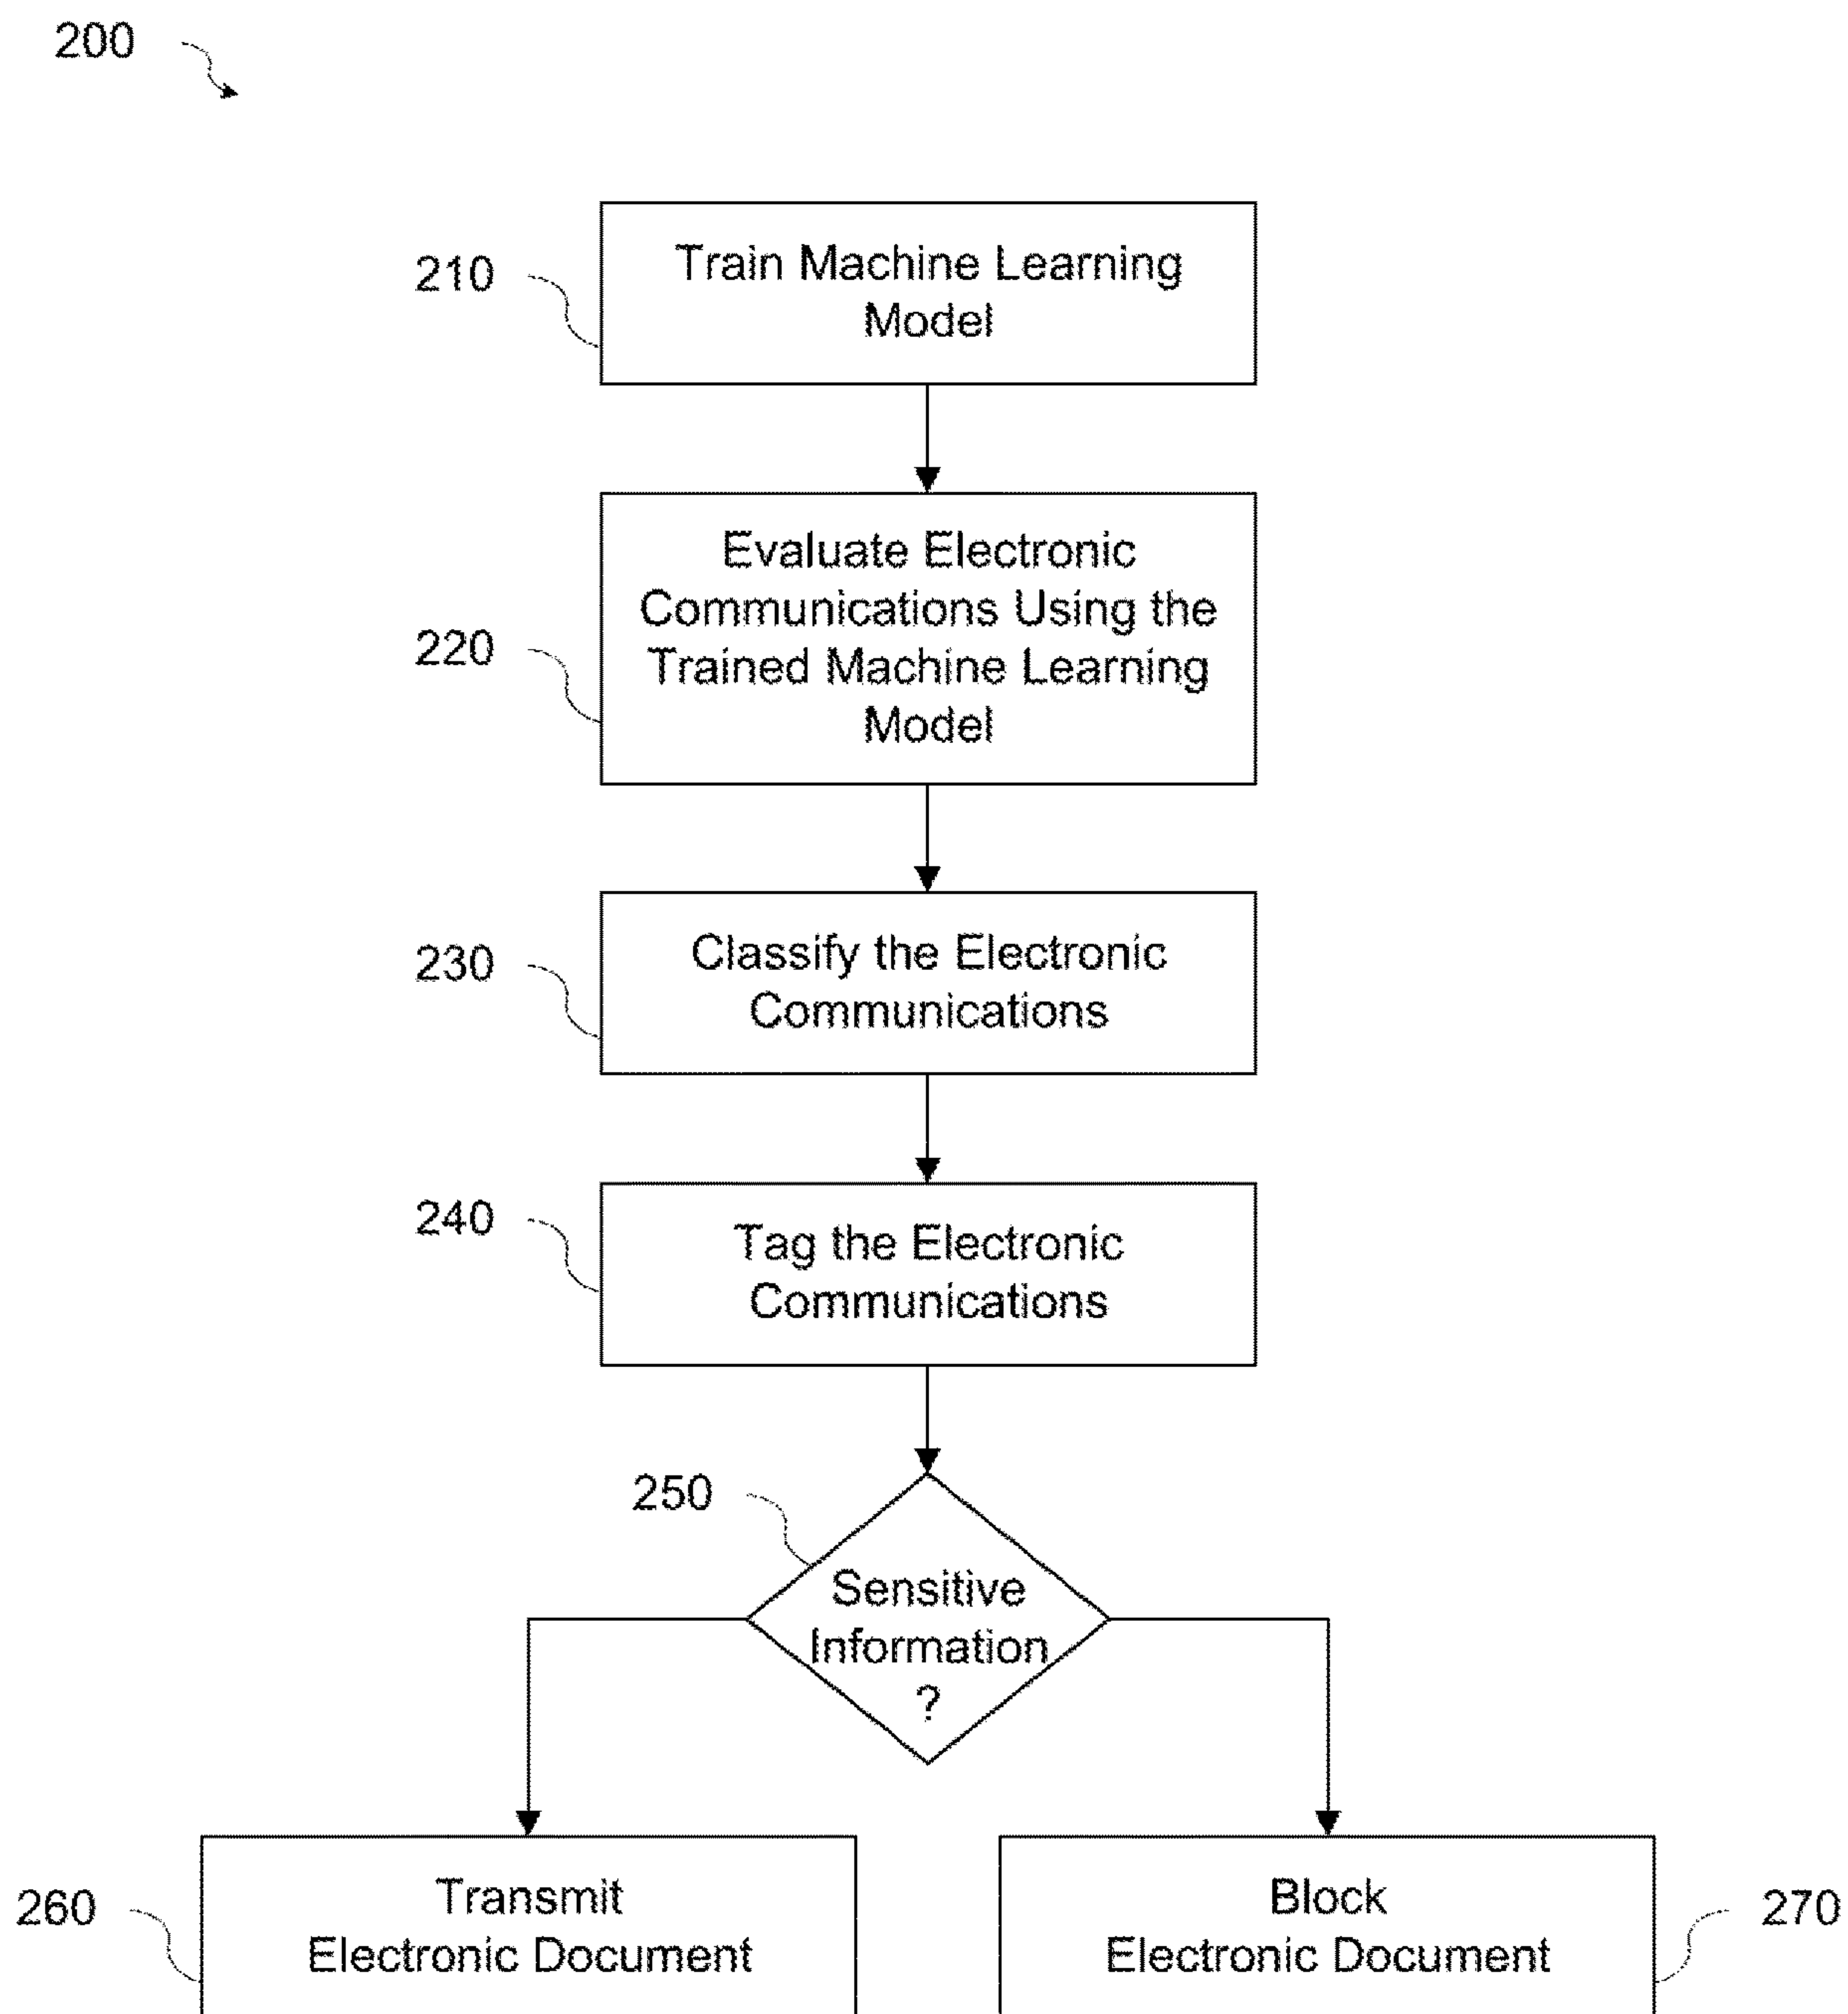 200
210
Train Machine Learning
Model
220
Evaluate Electronic
Communications Using the
Trained Machine Learning
Model
230
Classify the Electronic
Communications
240
Tag the Electronic
Communications
250
Sensitive
Information
?
260
Transmit
Electronic Document
Block
Electronic Document
270